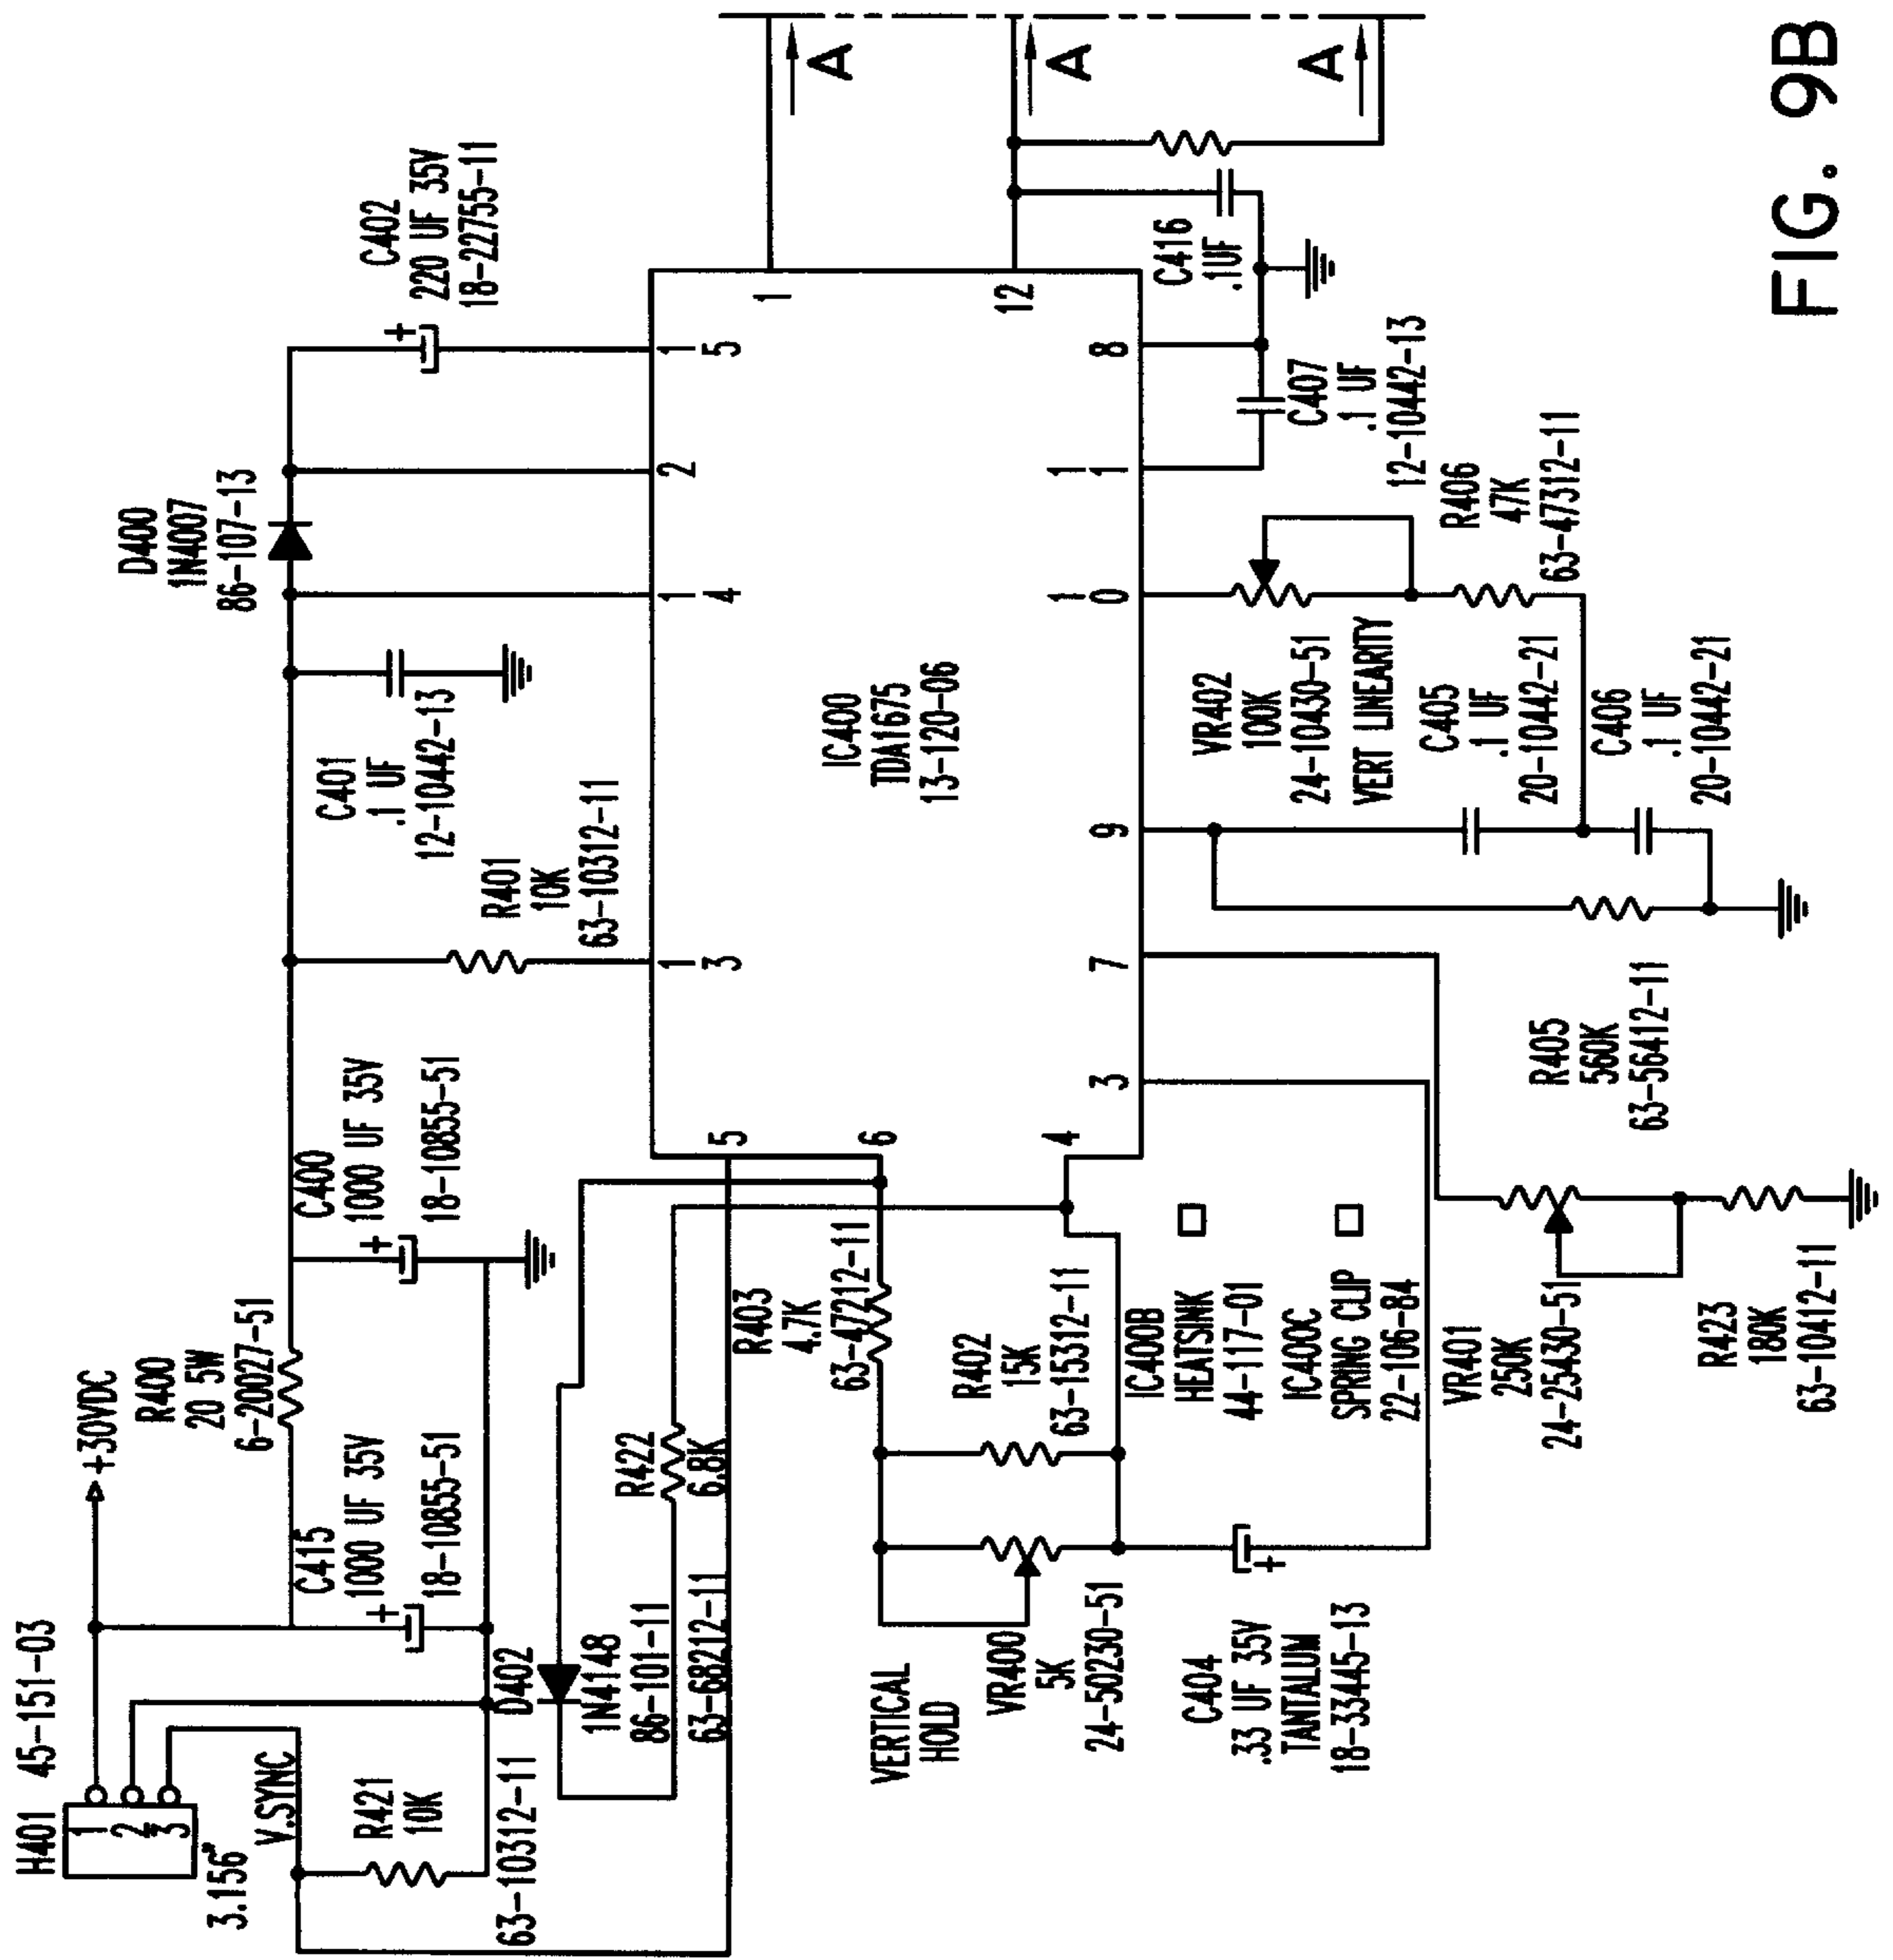 H401 45-151-03
1
2
3
3.156"
V.SYNC
+30VDC
R421
10K
63-10312-11
C415
1000 UF 35V
18-10855-51
R400
20 5W
6-20027-51
C400
1000 UF 35V
18-10855-51
R401
10K
63-10312-11
C401
.1 UF
12-10442-13
D400
1N4007
86-107-13
C402
220 UF 35V
18-22755-11
D402
1N4148
86-101-11
R422
6.8K
63-68212-11
R403
4.7K
63-47212-11
5
6
4
13
14
2
15
1
12
3
7
9
10
11
8
IC400
TDA1675
13-120-06
A
A
A
VERTICAL
HOLD
VR400
5K
24-50230-51
R402
15K
63-15312-11
C404
.33 UF 35V
TANTALUM
18-33445-13
IC400B
HEATSINK
44-117-01
IC400C
SPRING CLIP
22-106-84
VR401
250K
24-25430-51
R423
180K
63-10412-11
R405
560K
63-56412-11
VR402
100K
24-10430-51
VERT LINEARITY
C405
.1 UF
20-10442-21
C406
.1 UF
20-10442-21
R406
47K
63-47312-11
C407
.1 UF
12-10442-13
C416
.1UF
FIG. 9B